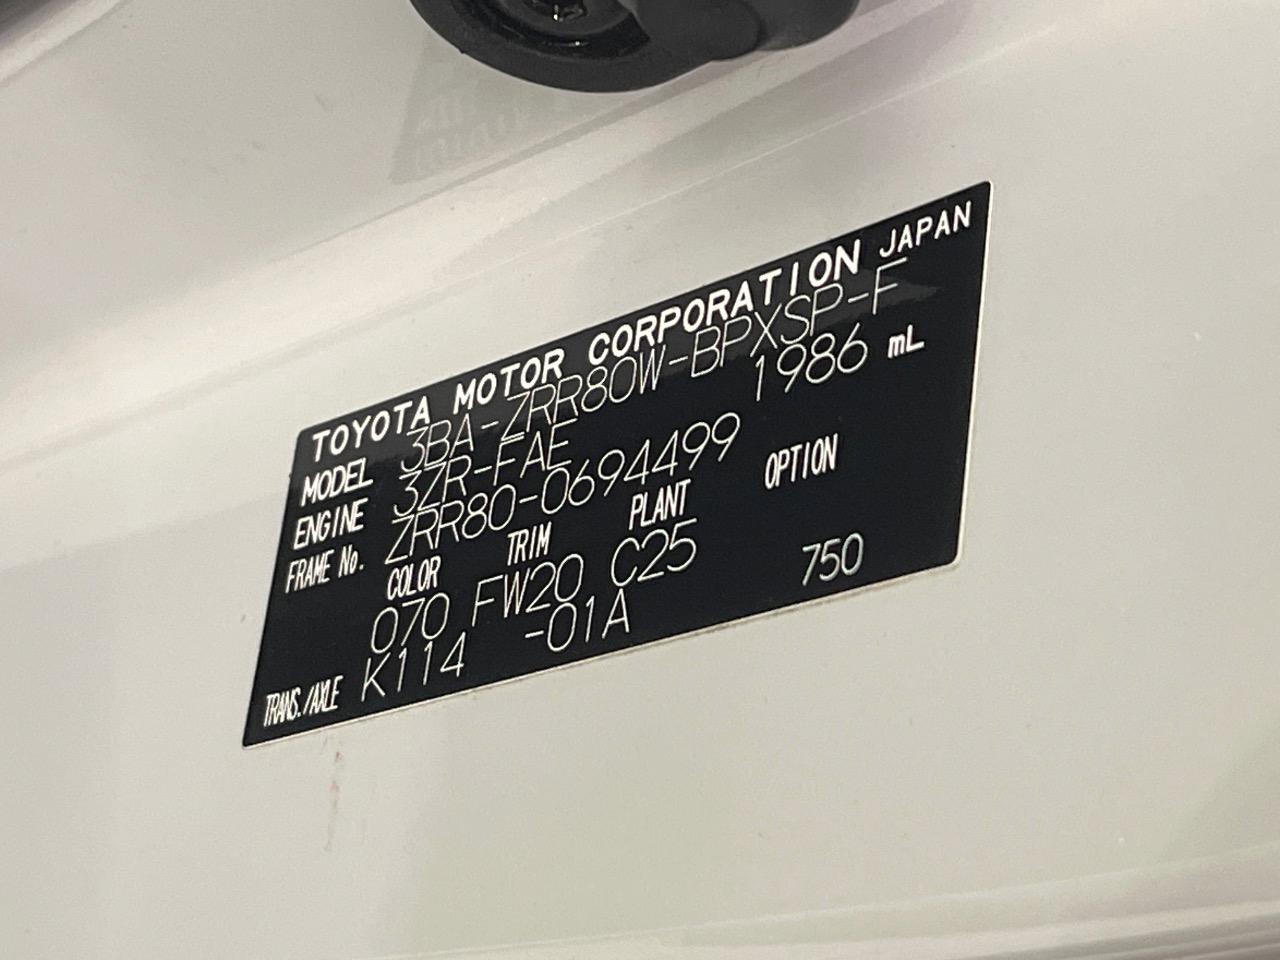 TOYOTA MOTOR CORPORATION JAPAN
MODEL 3BA-ZRR80W-BPXSP-F
ENGINE 3ZR-FAE 1986 mL
FRAME No. ZRR80-0694499
COLOR TRIM PLANT OPTION
070 FW20 C25 750
TRANS./AXLE K114 -01A